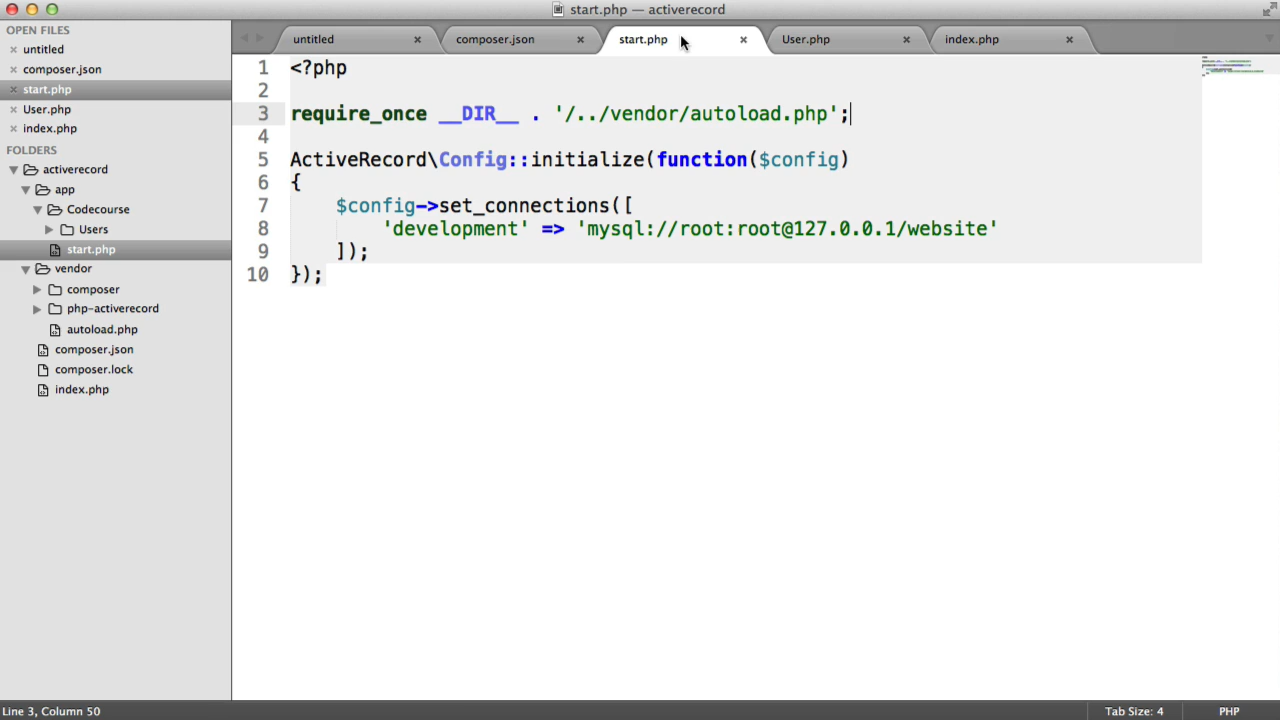 start.php — activerecord
OPEN FILES
untitled
composer.json
start.php
User.php
index.php
FOLDERS
activerecord
app
Codecourse
Users
start.php
vendor
composer
php-activerecord
autoload.php
composer.json
composer.lock
index.php
untitled
composer.json
start.php
User.php
index.php
1 <?php
2
3 require_once __DIR__ . '/../vendor/autoload.php';
4
5 ActiveRecord\Config::initialize(function($config)
6 {
7     $config->set_connections([
8         'development' => 'mysql://root:root@127.0.0.1/website'
9     ]);
10 });
Line 3, Column 50
Tab Size: 4
PHP